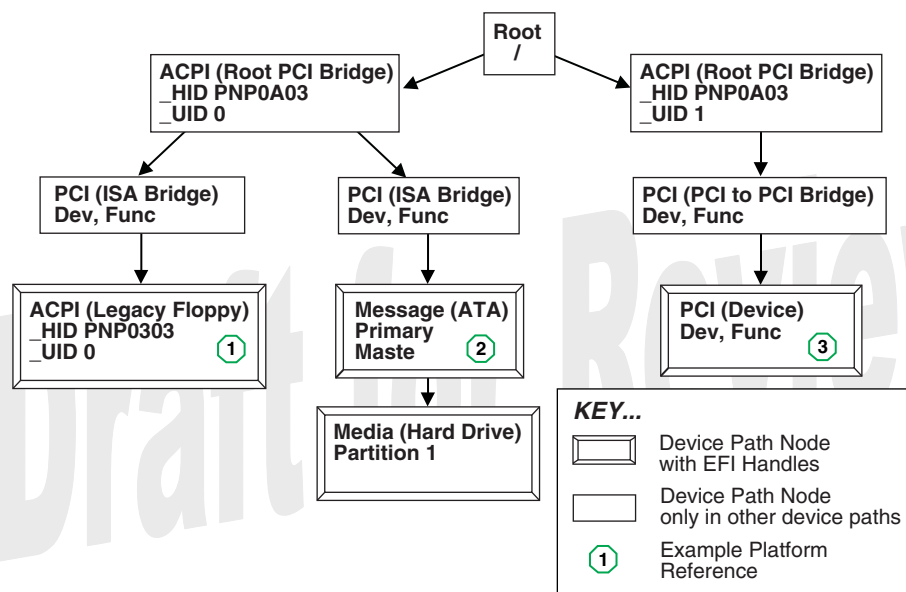 Root
/
ACPI (Root PCI Bridge)
_HID PNP0A03
_UID 0
ACPI (Root PCI Bridge)
_HID PNP0A03
_UID 1
PCI (ISA Bridge)
Dev, Func
PCI (ISA Bridge)
Dev, Func
PCI (PCI to PCI Bridge)
Dev, Func
ACPI (Legacy Floppy)
_HID PNP0303
_UID 0
1
Message (ATA)
Primary
Maste
2
PCI (Device)
Dev, Func
3
Media (Hard Drive)
Partition 1
KEY...
Device Path Node
with EFI Handles
Device Path Node
only in other device paths
1
Example Platform
Reference
Draft for Review